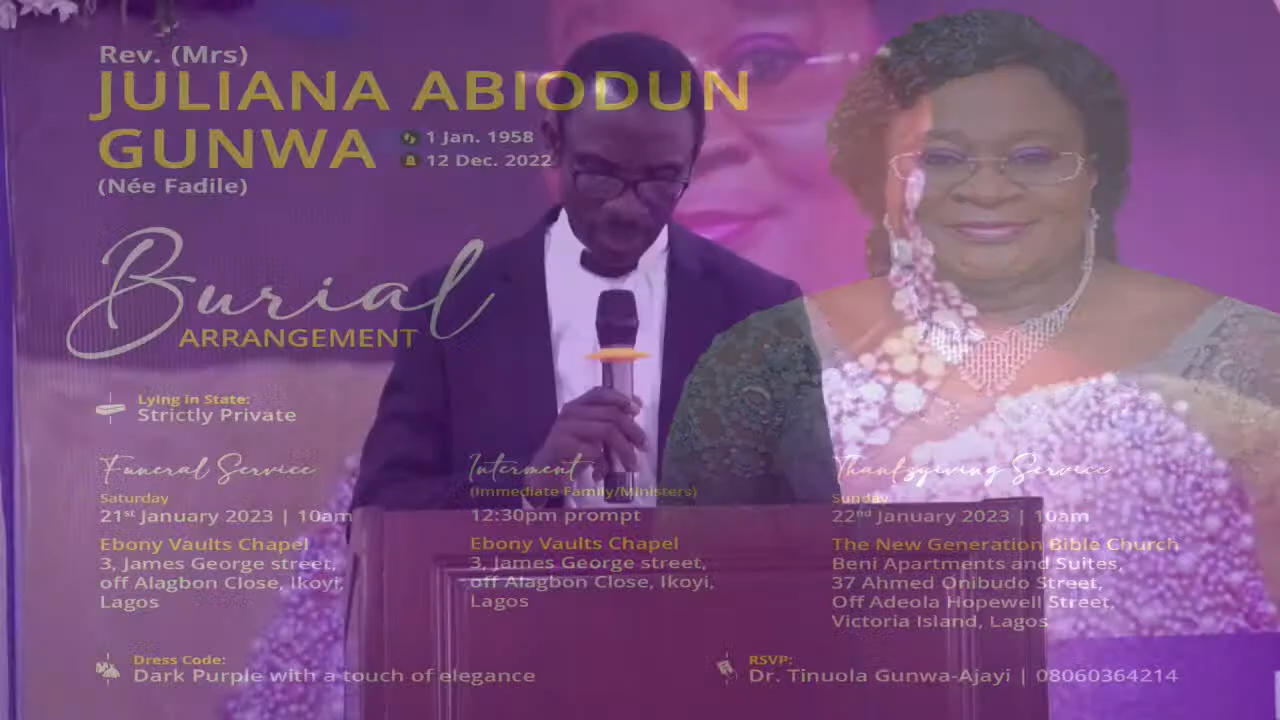 Rev. (Mrs)
JULIANA ABIODUN
GUNWA
1 Jan. 1958
12 Dec. 2022
(Née Fadile)
Burial
ARRANGEMENT
Lying in State:
Strictly Private
Funeral Service
Saturday
21st January 2023 | 10am
Ebony Vaults Chapel
3, James George street,
off Alagbon Close, Ikoyi,
Lagos
Interment
(Immediate Family/Ministers)
12:30pm prompt
Ebony Vaults Chapel
3, James George street,
off Alagbon Close, Ikoyi,
Lagos
Thanksgiving Service
Sunday
22nd January 2023 | 10am
The New Generation Bible Church
Beni Apartments and Suites,
37 Ahmed Onibudo Street,
Off Adeola Hopewell Street,
Victoria Island, Lagos
Dress Code:
Dark Purple with a touch of elegance
RSVP:
Dr. Tinuola Gunwa-Ajayi | 08060364214